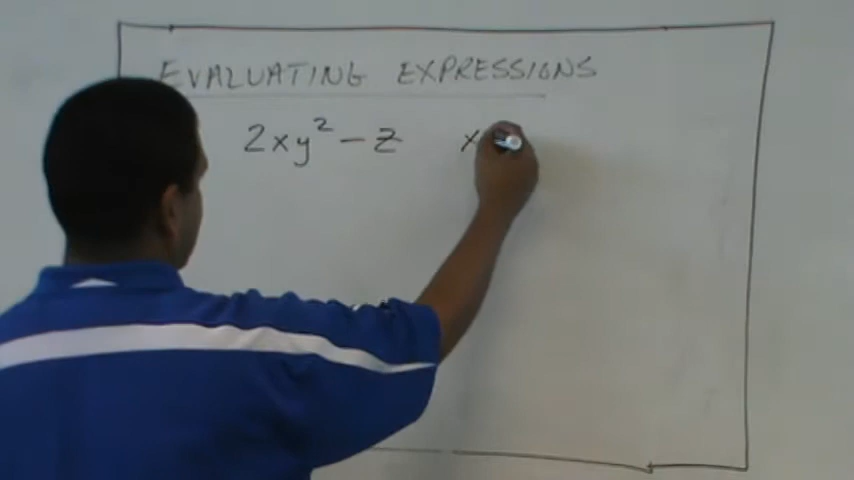 EVALUATING EXPRESSIONS
2xy² - z x